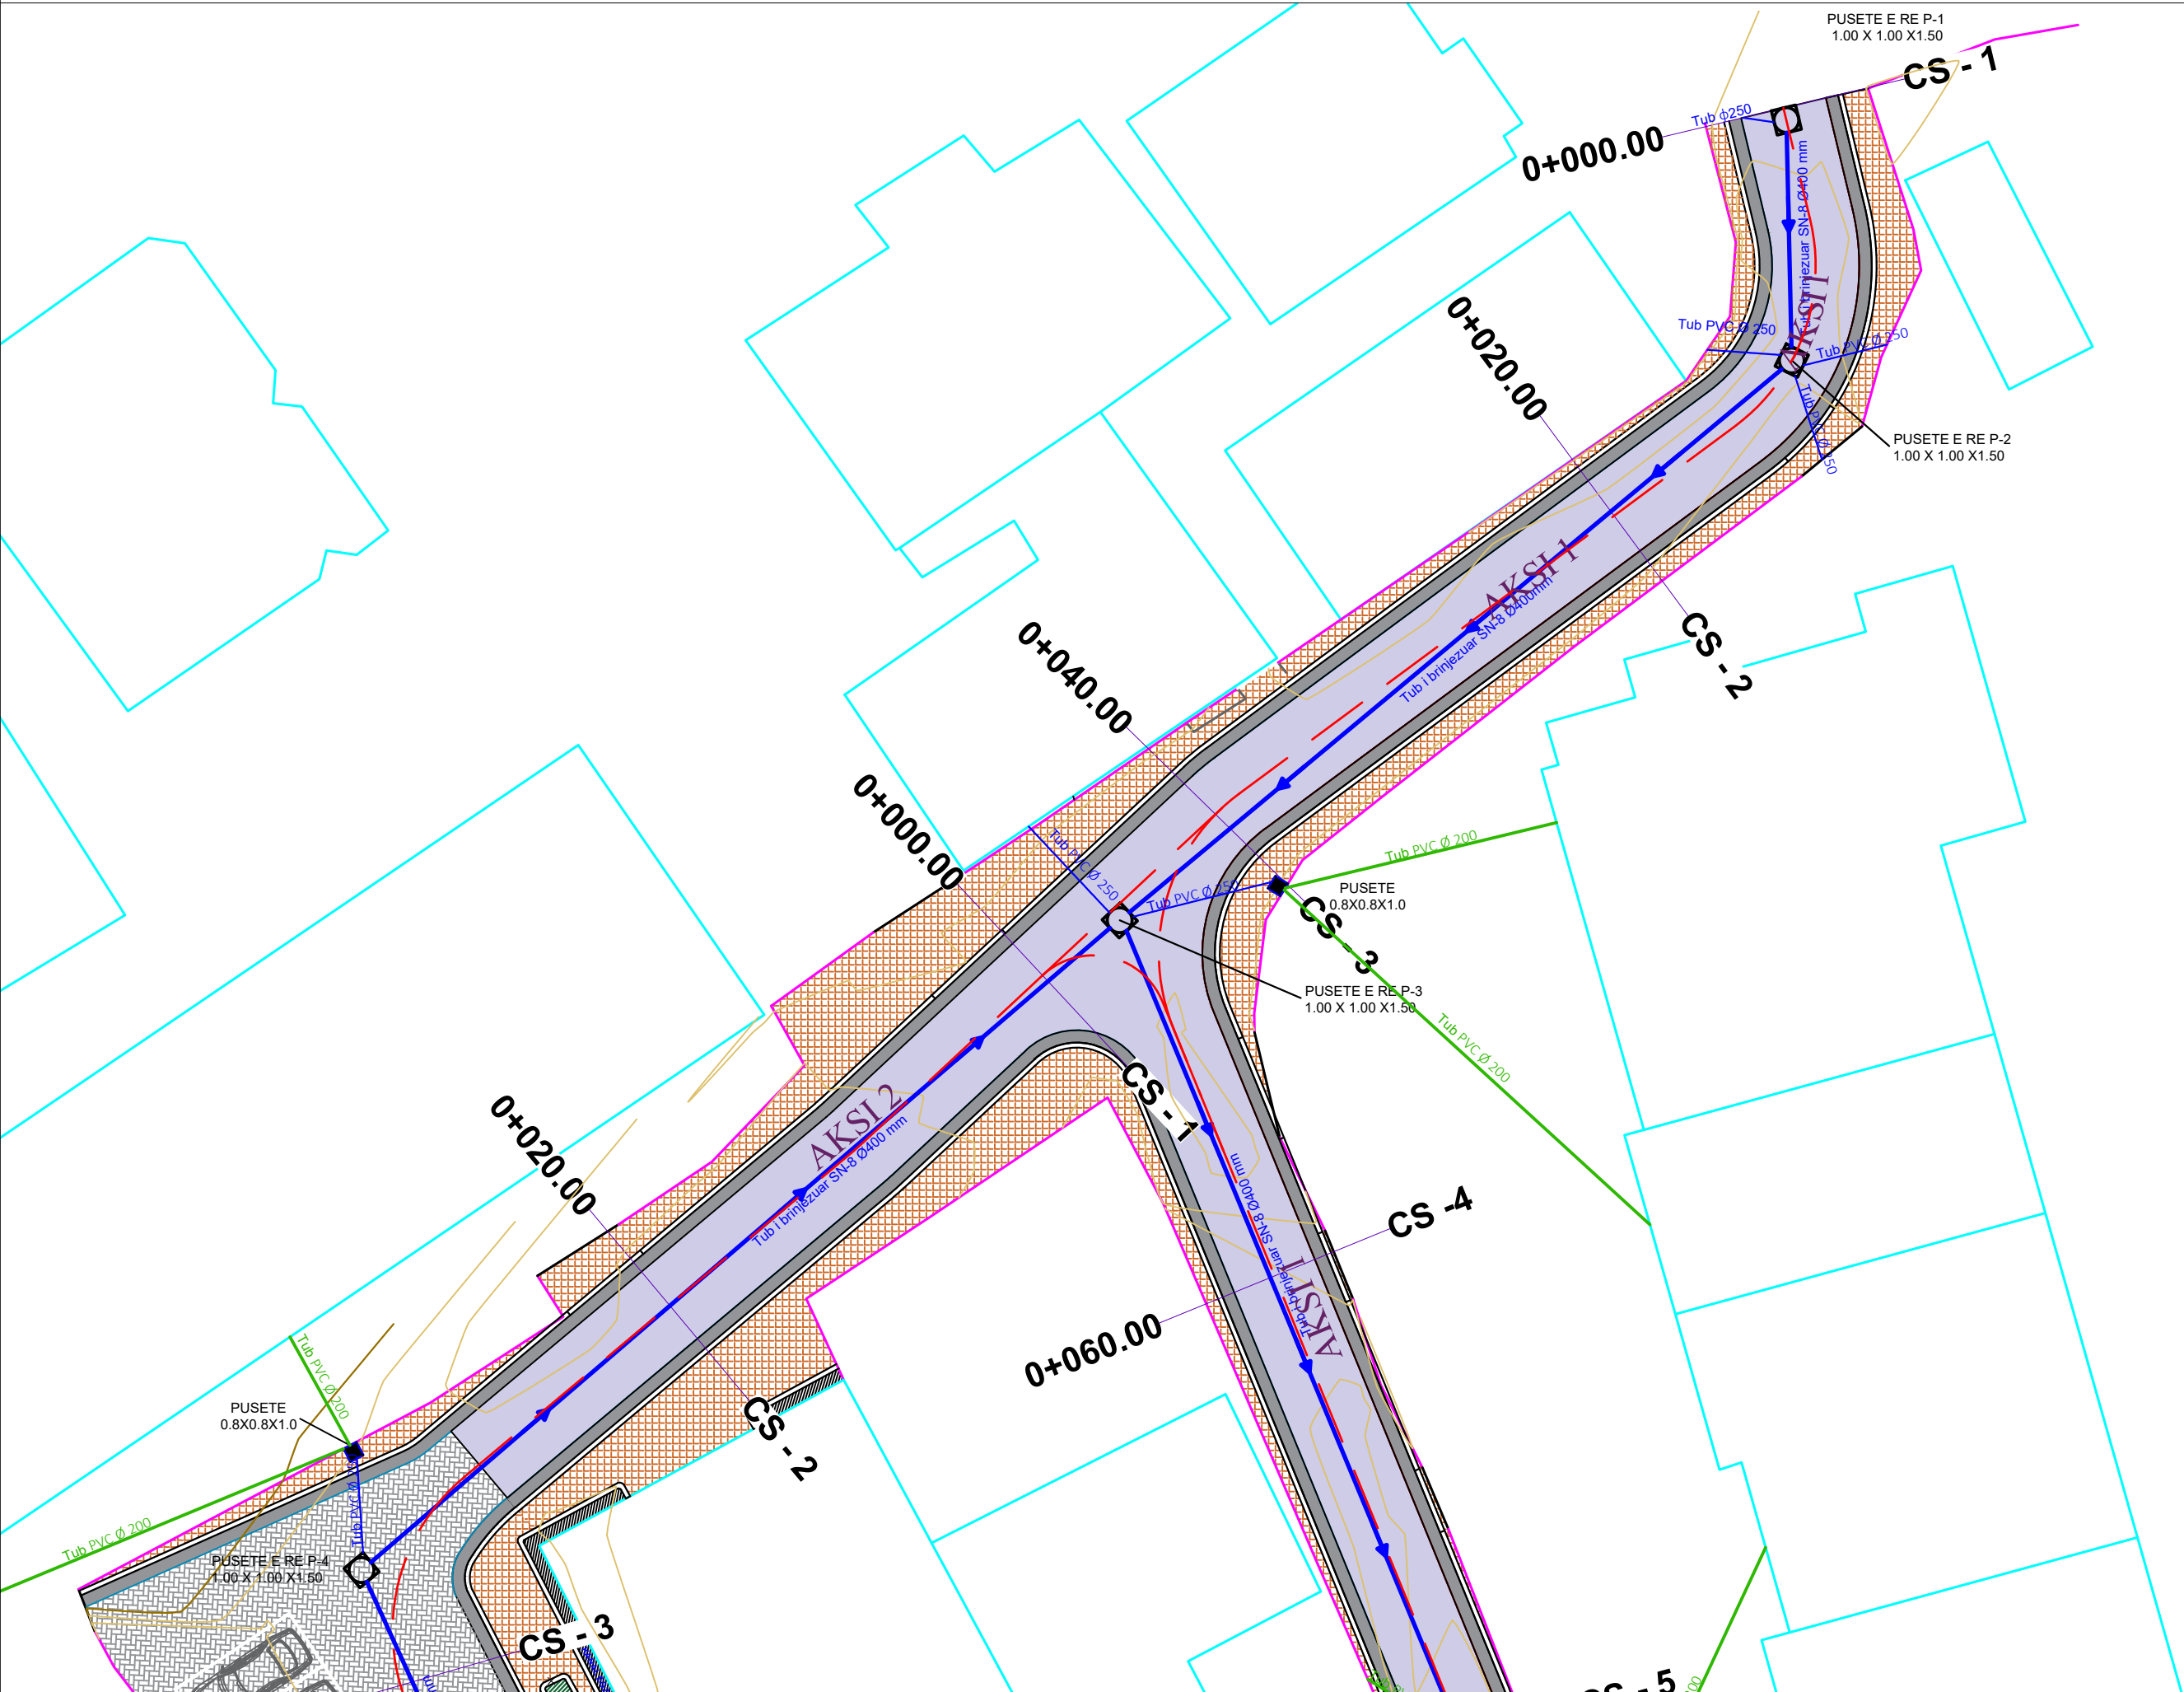 PUSETE E RE P-1
1.00 X 1.00 X1.50
CS - 1
Tub ф250
0+000.00
Tub i brinjezuar SN-8 Ø400 mm
AKSI 1
Tub PVC Ø 250
Tub PVC Ø 250
Tub PVC Ø 250
PUSETE E RE P-2
1.00 X 1.00 X1.50
0+020.00
AKSI 1
Tub i brinjezuar SN-8 Ø400mm
CS - 2
0+040.00
0+000.00
Tub PVC Ø 250
Tub PVC Ø 250
Tub PVC Ø 200
PUSETE
0.8X0.8X1.0
CS - 3
PUSETE E RE P-3
1.00 X 1.00 X1.50
Tub PVC Ø 200
CS - 1
AKSI 2
Tub i brinjezuar SN-8 Ø400 mm
0+020.00
Tub i brinjezuar SN-8 Ø400 mm
CS -4
AKSI 1
0+060.00
Tub PVC Ø 200
PUSETE
0.8X0.8X1.0
CS - 2
Tub PVC Ø 200
PUSETE E RE P-4
1.00 X 1.00 X1.50
CS - 3
CS - 5